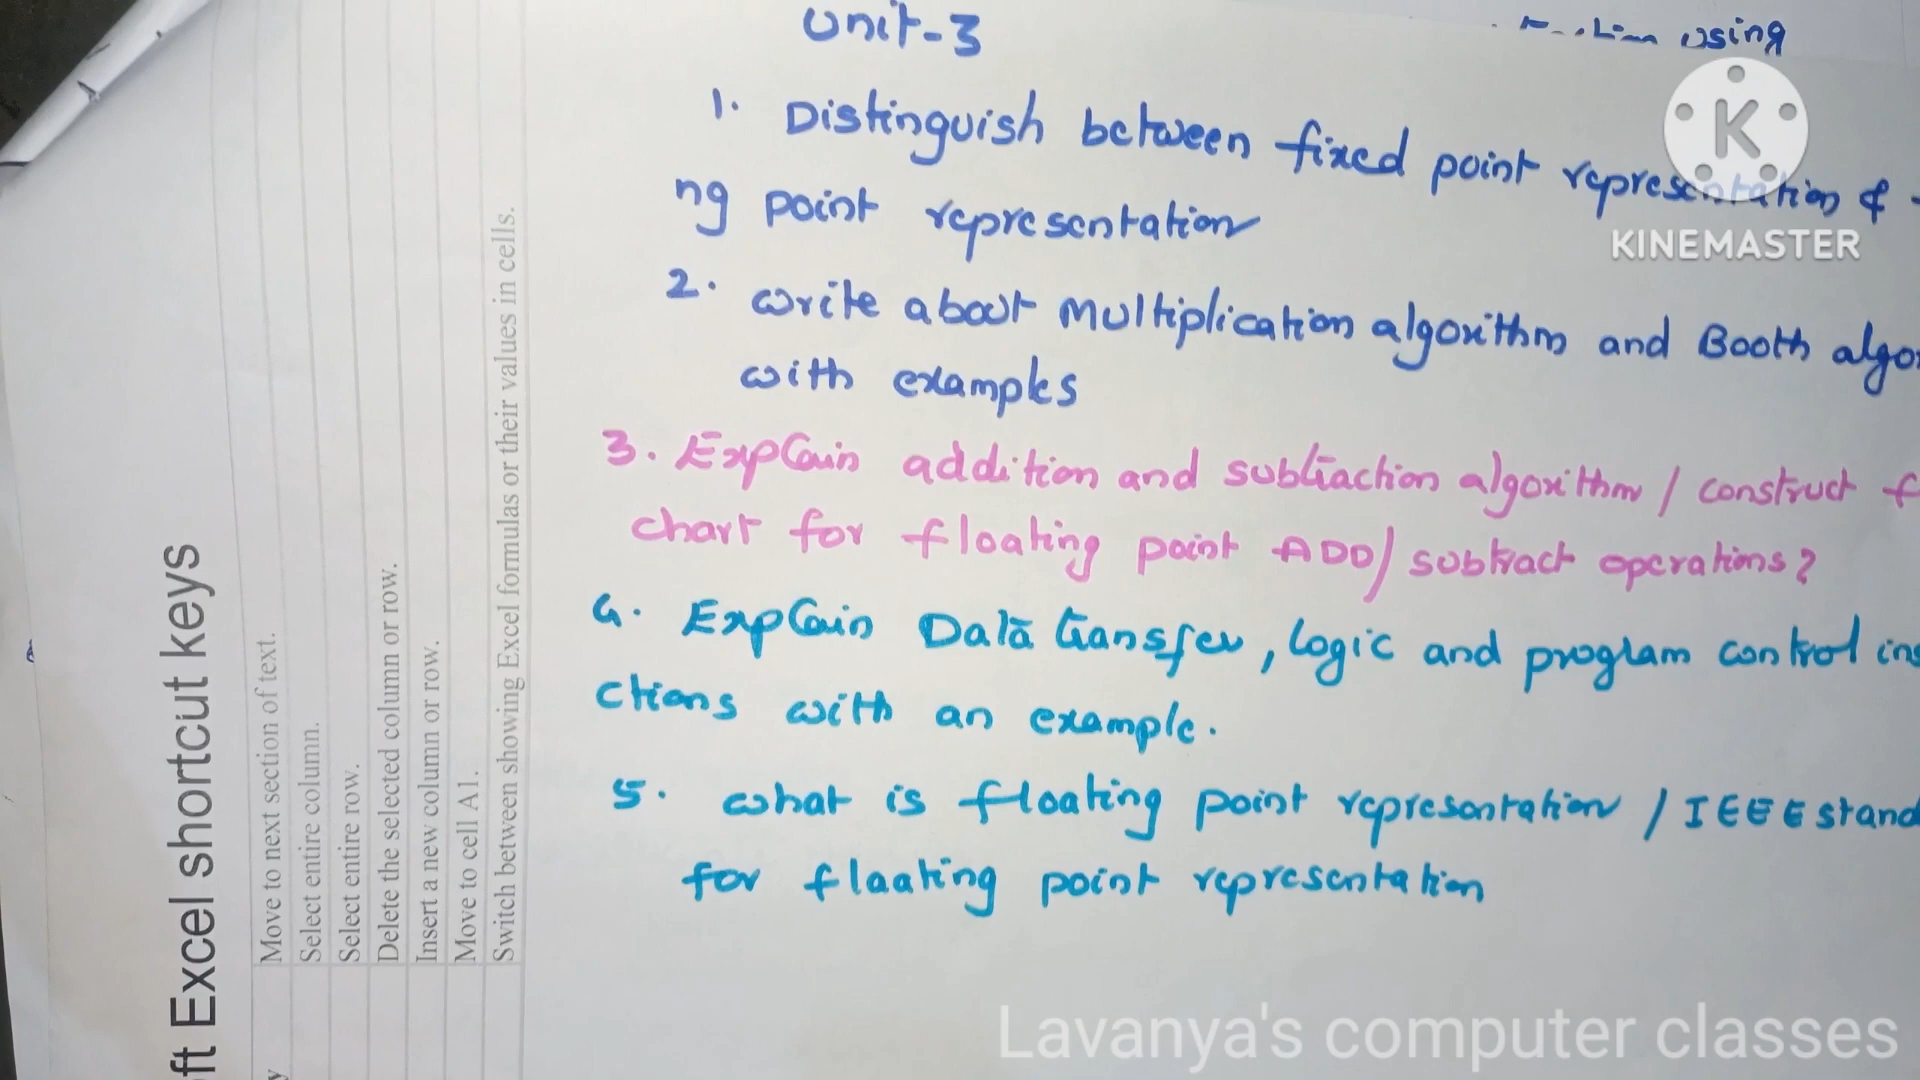 Unit-3
using
1. Distinguish between fixed point representation &
ng point representation
2. write about Multiplication algorithm and Booth algo
with examples
3. Explain addition and subtraction algorithm / construct f
chart for floating point ADD/ subtract operations?
4. Explain Data transfer, logic and program control ins
ctions with an example.
5. what is floating point representation / IEEE stand
for flaating point representation
KINEMASTER
Lavanya's computer classes
ft Excel shortcut keys
Move to next section of text.
Select entire column.
Select entire row.
Delete the selected column or row.
Insert a new column or row.
Move to cell A1.
Switch between showing Excel formulas or their values in cells.